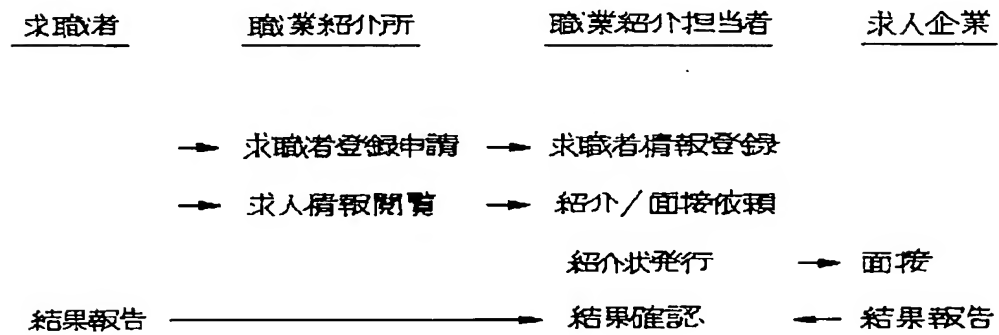 求職者 職業紹介所 職業紹介担当者 求人企業
→ 求職者登録申請 → 求職者情報登録
→ 求人情報閲覧 → 紹介/面接依頼
紹介状発行 → 面接
結果報告 → 結果確認 ← 結果報告